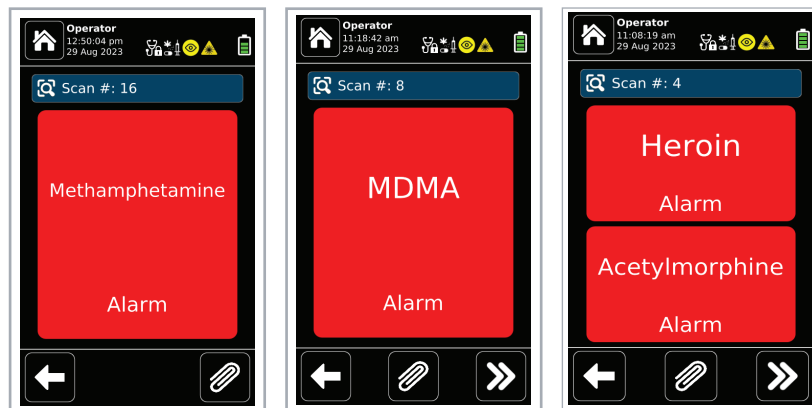 Operator
12:50:04 pm
29 Aug 2023
Scan #: 16
Methamphetamine
Alarm
Operator
11:18:42 am
29 Aug 2023
Scan #: 8
MDMA
Alarm
Operator
11:08:19 am
29 Aug 2023
Scan #: 4
Heroin
Alarm
Acetylmorphine
Alarm